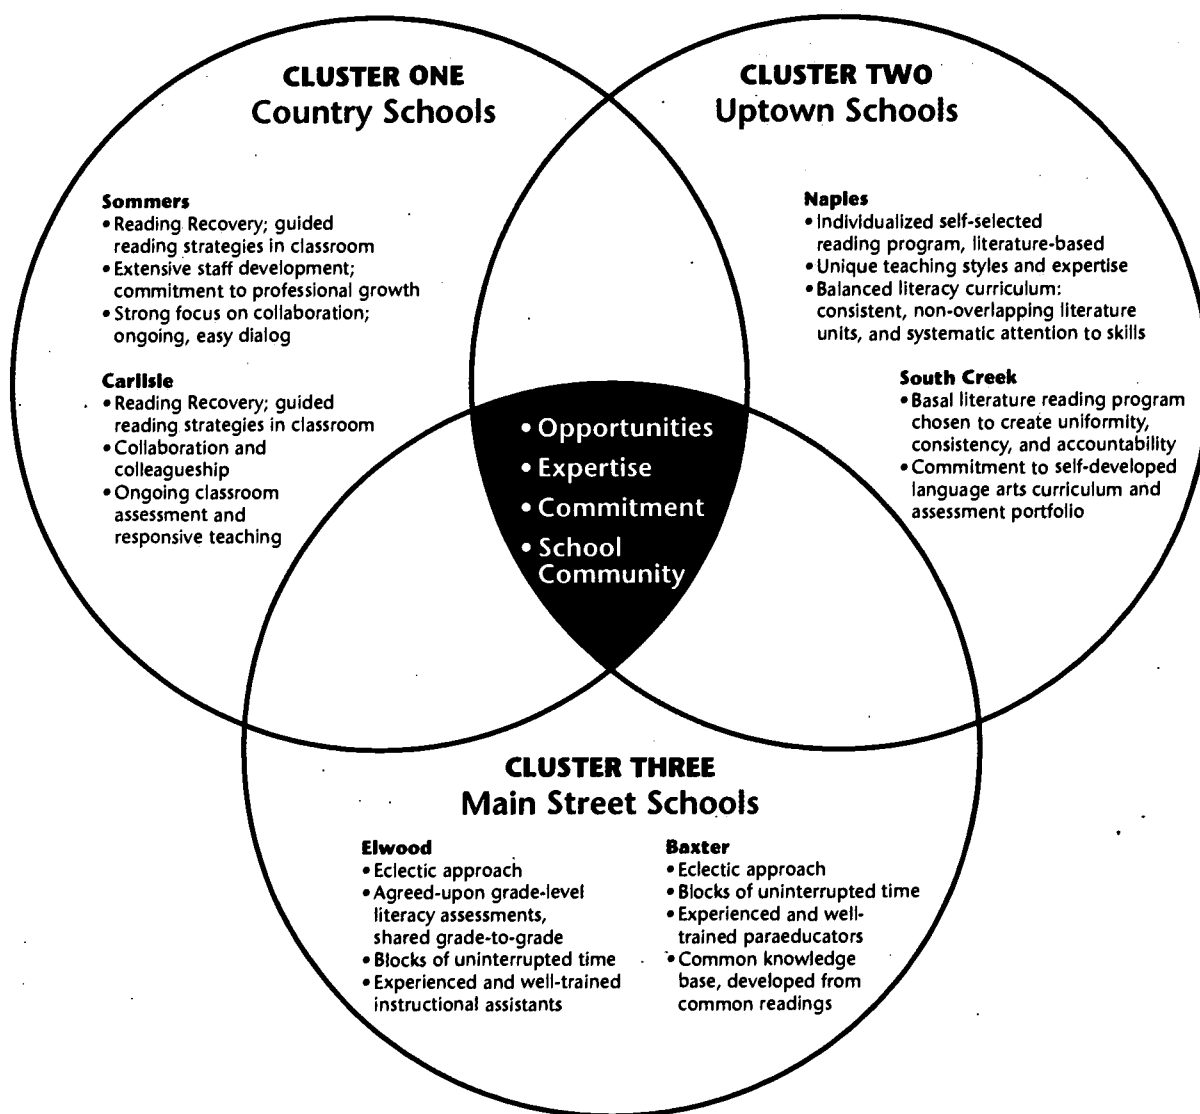 CLUSTER ONE
Country Schools
Sommers
• Reading Recovery; guided
reading strategies in classroom
• Extensive staff development;
commitment to professional growth
• Strong focus on collaboration;
ongoing, easy dialog
Carlisle
• Reading Recovery; guided
reading strategies in classroom
• Collaboration and
colleagueship
• Ongoing classroom
assessment and
responsive teaching
CLUSTER TWO
Uptown Schools
Naples
• Individualized self-selected
reading program, literature-based
• Unique teaching styles and expertise
• Balanced literacy curriculum:
consistent, non-overlapping literature
units, and systematic attention to skills
South Creek
• Basal literature reading program
chosen to create uniformity,
consistency, and accountability
• Commitment to self-developed
language arts curriculum and
assessment portfolio
• Opportunities
• Expertise
• Commitment
• School
Community
CLUSTER THREE
Main Street Schools
Elwood
• Eclectic approach
• Agreed-upon grade-level
literacy assessments,
shared grade-to-grade
• Blocks of uninterrupted time
• Experienced and well-trained
instructional assistants
Baxter
• Eclectic approach
• Blocks of uninterrupted time
• Experienced and well-
trained paraeducators
• Common knowledge
base, developed from
common readings